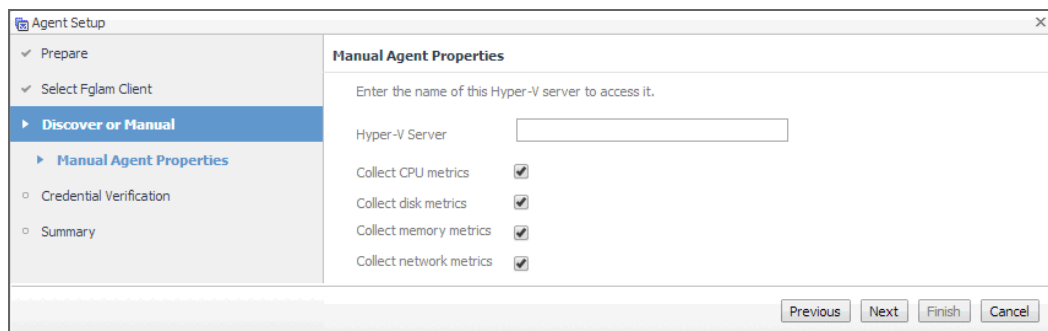 Agent Setup
Prepare
Select Fglam Client
Discover or Manual
Manual Agent Properties
Credential Verification
Summary
Manual Agent Properties
Enter the name of this Hyper-V server to access it.
Hyper-V Server
Collect CPU metrics
Collect disk metrics
Collect memory metrics
Collect network metrics
Previous Next Finish Cancel